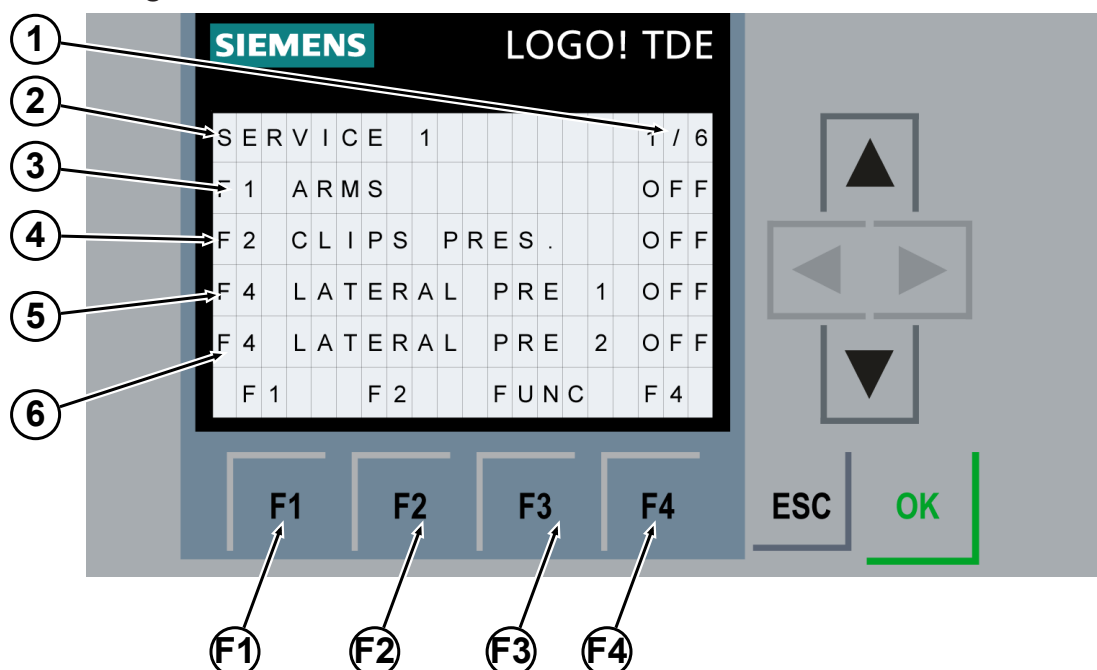 1
SIEMENS LOGO! TDE
2
SERVICE 1 1/6
3
F1 ARMS OFF
4
F2 CLIPS PRES. OFF
5
F4 LATERAL PRE 1 OFF
F4 LATERAL PRE 2 OFF
6
F1 F2 FUNC F4
F1 F2 F3 F4 ESC OK
F1 F2 F3 F4